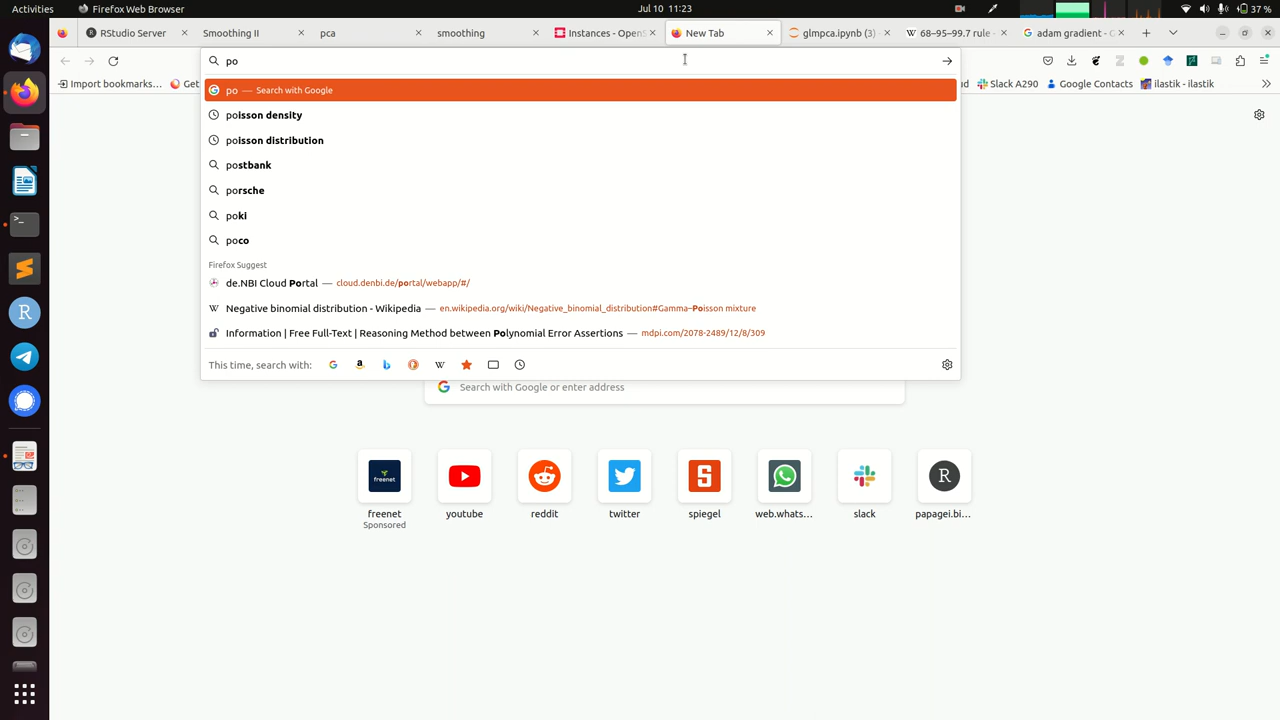 Activities Firefox Web Browser Jul 10 11:23 37 %
RStudio Server Smoothing II pca smoothing Instances - OpenS New Tab glmpca.ipynb (3) 68–95–99.7 rule - adam gradient - G
po
Import bookmarks... Get Slack A290 Google Contacts ilastik - ilastik
po — Search with Google
poisson density
poisson distribution
postbank
porsche
poki
poco
Firefox Suggest
de.NBI Cloud Portal — cloud.denbi.de/portal/webapp/#/
Negative binomial distribution - Wikipedia — en.wikipedia.org/wiki/Negative_binomial_distribution#Gamma–Poisson mixture
Information | Free Full-Text | Reasoning Method between Polynomial Error Assertions — mdpi.com/2078-2489/12/8/309
This time, search with:
Search with Google or enter address
freenet youtube reddit twitter spiegel web.whats... slack papagei.bi...
Sponsored